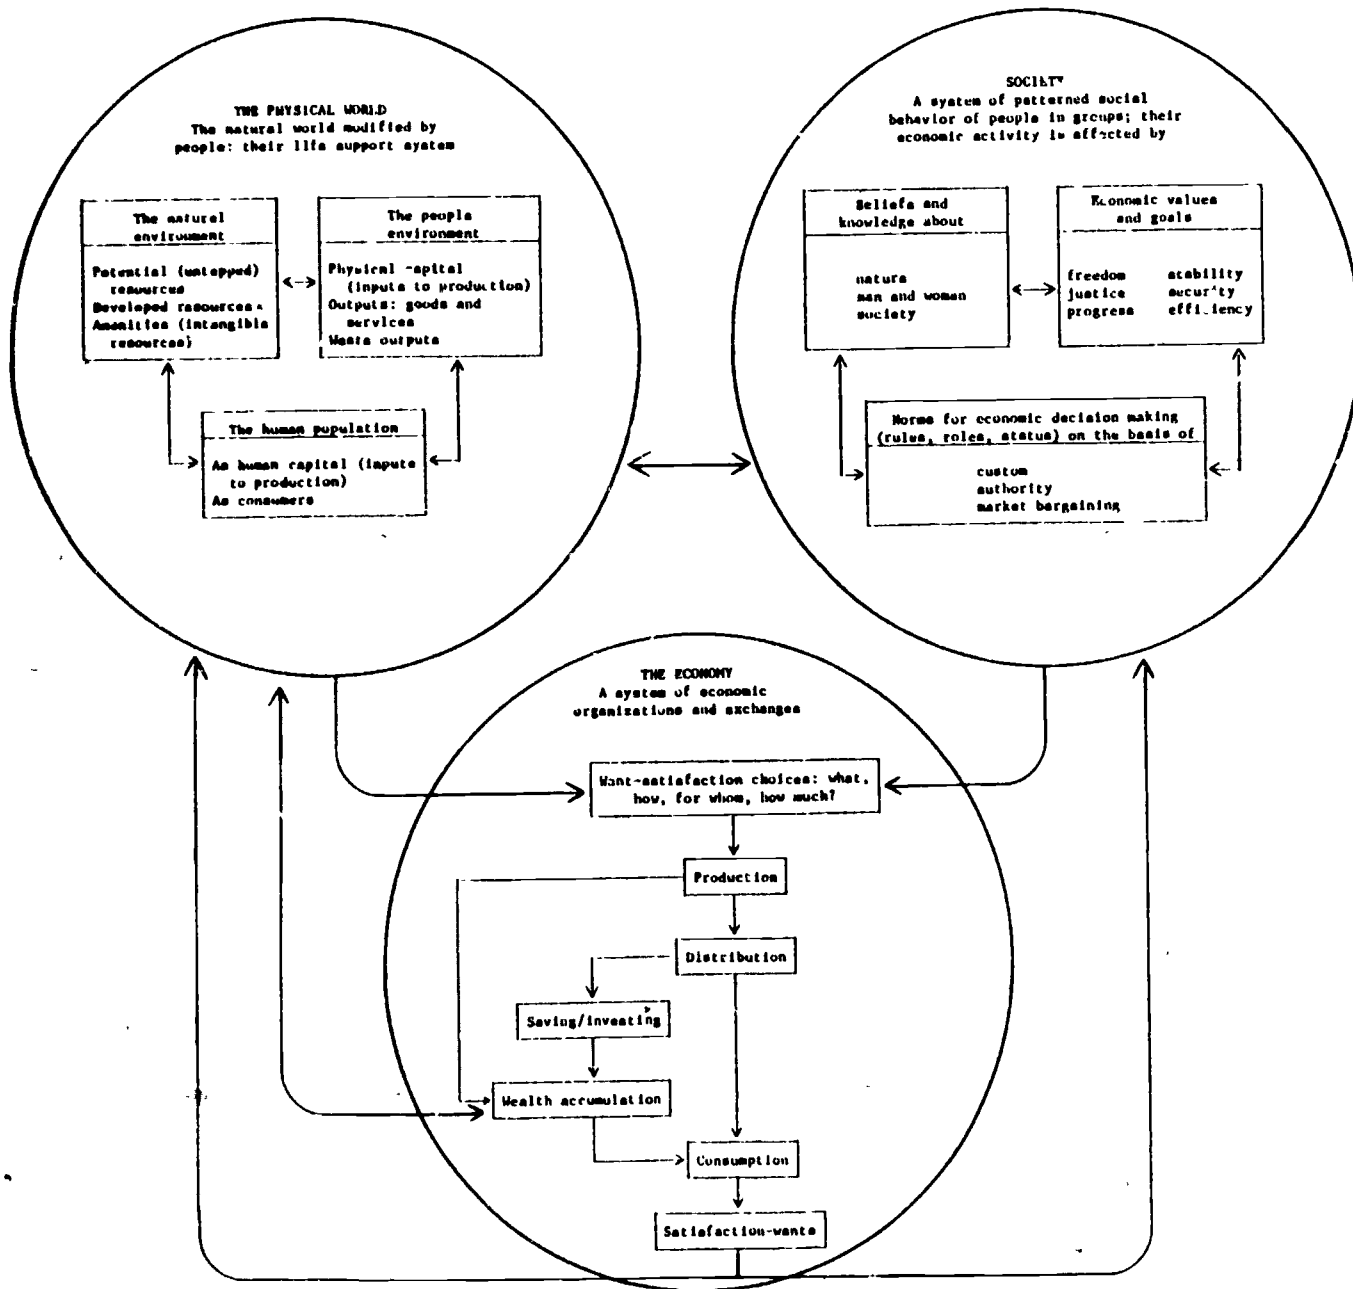 THE PHYSICAL WORLD
The natural world modified by
people: their life support system
The natural
environment
Potential (untapped)
resources
Developed resources
Amenities (intangible
resources)
The people
environment
Physical capital
(inputs to production)
Outputs: goods and
services
Waste outputs
The human population
As human capital (inputs
to production)
As consumers
SOCIETY
A system of patterned social
behavior of people in groups; their
economic activity is affected by
Beliefs and
knowledge about
nature
man and woman
society
Economic values
and goals
freedom stability
justice security
progress efficiency
Norms for economic decision making
(rules, roles, status) on the basis of
custom
authority
market bargaining
THE ECONOMY
A system of economic
organizations and exchanges
Want-satisfaction choices: what,
how, for whom, how much?
Production
Distribution
Saving/investing
Wealth accumulation
Consumption
Satisfaction-wants